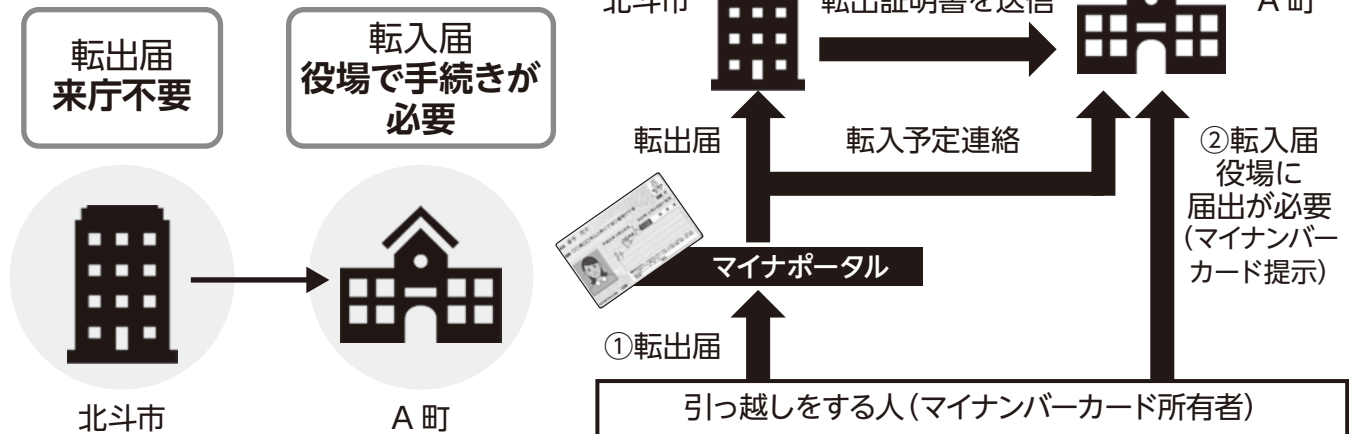 転出届
来庁不要
転入届
役場で手続きが
必要
北斗市
A 町
北斗市
転出証明書を送信
A 町
転出届
転入予定連絡
②転入届
役場に
届出が必要
(マイナンバー
カード提示)
マイナポータル
①転出届
引っ越しをする人(マイナンバーカード所有者)